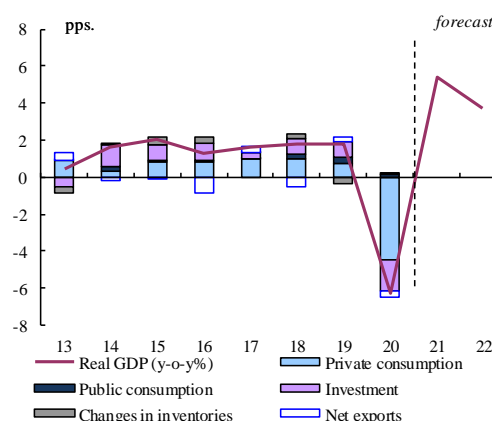 8
pps.
forecast
6
4
2
0
-2
-4
-6
-8
13 14 15 16 17 18 19 20 21 22
Real GDP (y-o-y%) Private consumption
Public consumption Investment
Changes in inventories Net exports